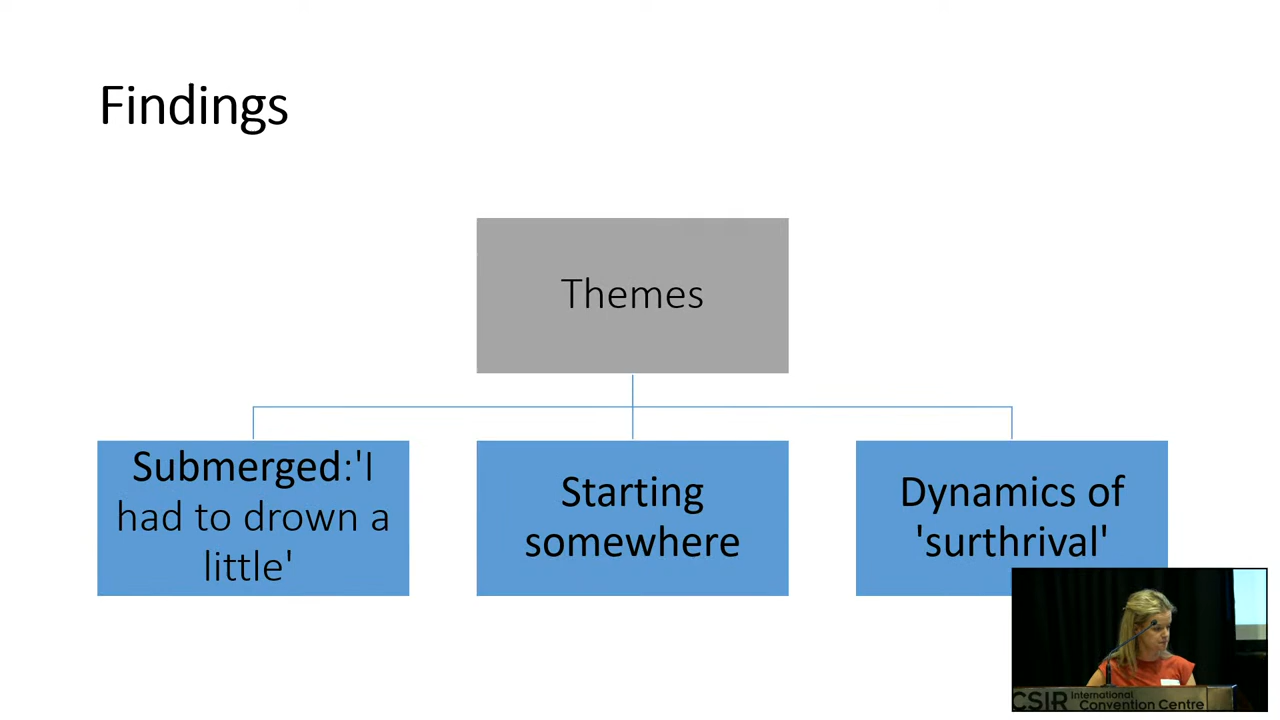 Findings
Themes
Submerged:'I
had to drown a
little'
Starting
somewhere
Dynamics of
'surthrival'
CSIR International
Convention Centre